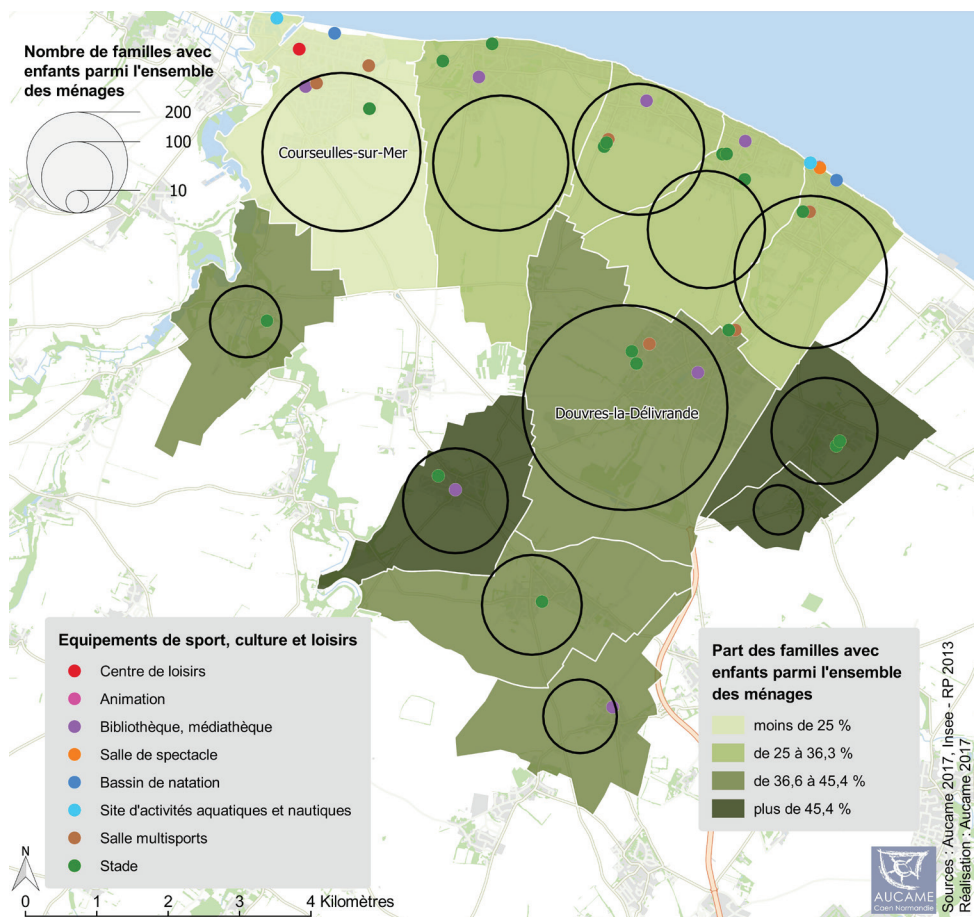 Nombre de familles avec
enfants parmi l'ensemble
des ménages
200
100
10
Courseulles-sur-Mer
Douvres-la-Délivrande
Equipements de sport, culture et loisirs
Centre de loisirs
Animation
Bibliothèque, médiathèque
Salle de spectacle
Bassin de natation
Site d'activités aquatiques et nautiques
Salle multisports
Stade
Part des familles avec
enfants parmi l'ensemble
des ménages
moins de 25 %
de 25 à 36,3 %
de 36,6 à 45,4 %
plus de 45,4 %
N
0 1 2 3 4 Kilomètres
AUCAME
Caen Normandie
Sources : Aucame 2017, Insee - RP 2013
Réalisation : Aucame 2017